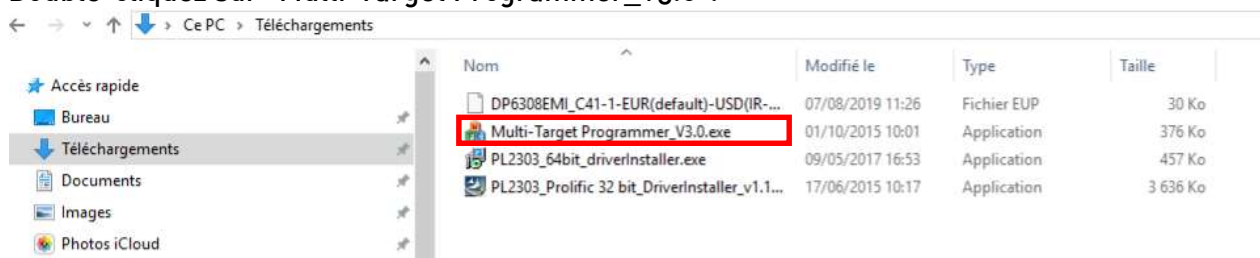 Ce PC > Téléchargements
Nom Modifié le Type Taille
Accès rapide
Bureau
Téléchargements
Documents
Images
Photos iCloud
DP6308EMI_C41-1-EUR(default)-USD(IR-... 07/08/2019 11:26 Fichier EUP 30 Ko
Multi-Target Programmer_V3.0.exe 01/10/2015 10:01 Application 376 Ko
PL2303_64bit_driverInstaller.exe 09/05/2017 16:53 Application 457 Ko
PL2303_Prolific 32 bit_DriverInstaller_v1.1... 17/06/2015 10:17 Application 3 636 Ko